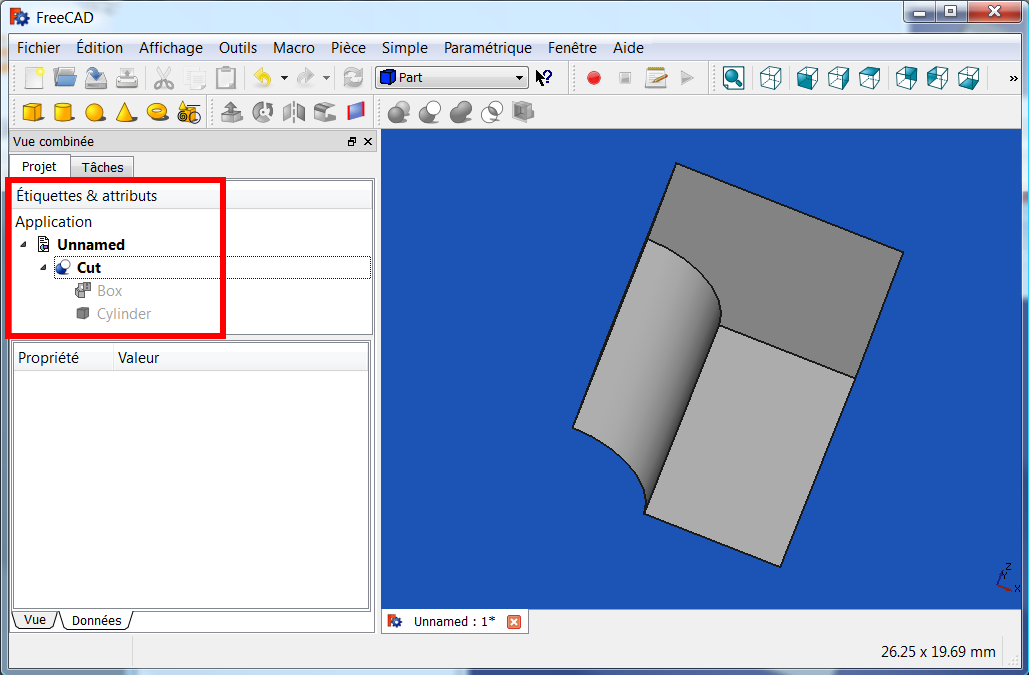 FreeCAD
Fichier Édition Affichage Outils Macro Pièce Simple Paramétrique Fenêtre Aide
Part
»
Vue combinée
Projet Tâches
Étiquettes & attributs
Application
Unnamed
Cut
Box
Cylinder
Propriété Valeur
Z
Y
X
Vue Données
Unnamed : 1*
26.25 x 19.69 mm